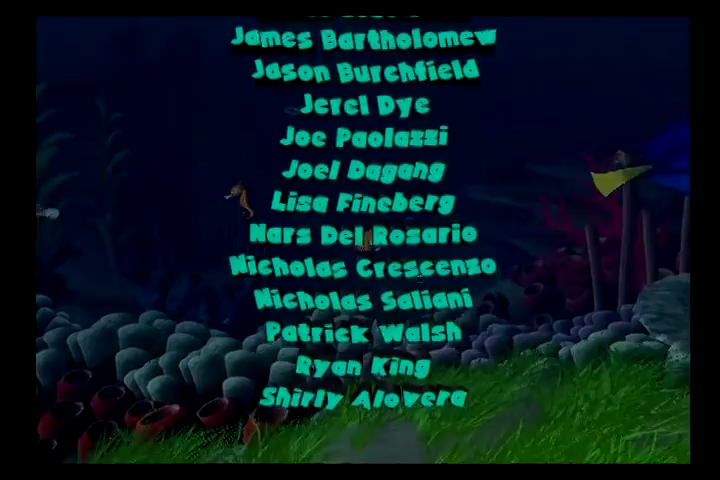 James Bartholomew
Jason Burchfield
Jerel Dye
Joe Paolazzi
Joel Dagang
Lisa Fineberg
Nars Del Rosario
Nicholas Crescenzo
Nicholas Saliani
Patrick Walsh
Ryan King
Shirly Alovera